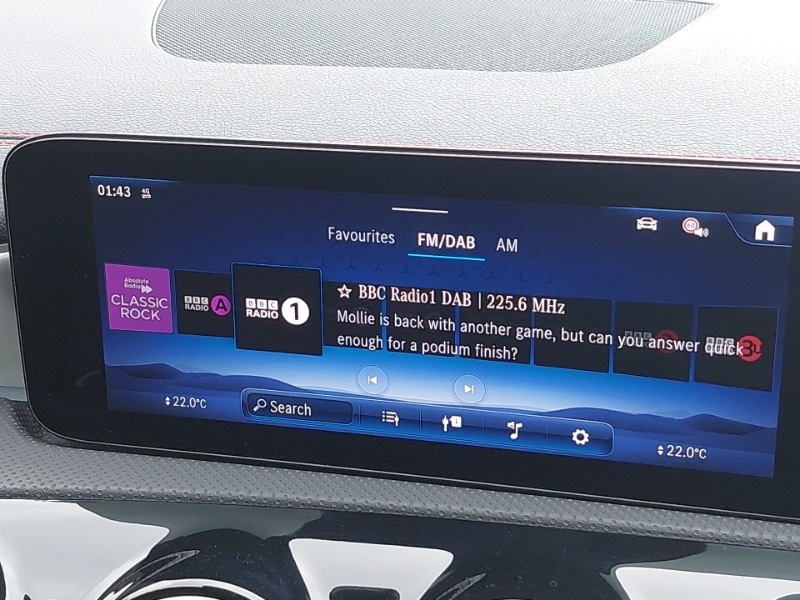 01:43
4G
Favourites FM/DAB AM
Absolute
Radio
CLASSIC
ROCK
BBC
RADIO A
BBC
RADIO 1
BBC Radio1 DAB | 225.6 MHz
Mollie is back with another game, but can you answer quick
enough for a podium finish?
22.0°C
Search
22.0°C